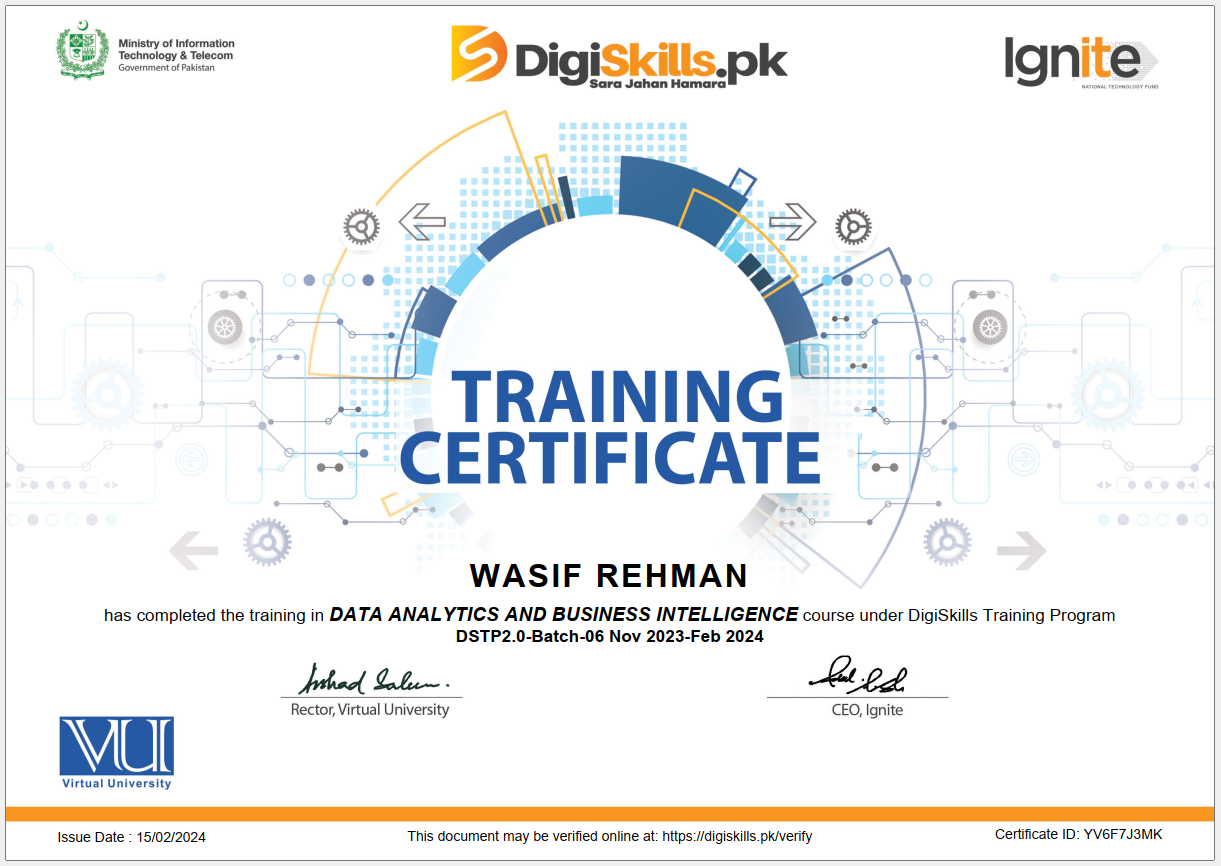 Ministry of Information
Technology & Telecom
Government of Pakistan
DigiSkills.pk
Sara Jahan Hamara
Ignite
NATIONAL TECHNOLOGY FUND
TRAINING
CERTIFICATE
WASIF REHMAN
has completed the training in DATA ANALYTICS AND BUSINESS INTELLIGENCE course under DigiSkills Training Program
DSTP2.0-Batch-06 Nov 2023-Feb 2024
Rector, Virtual University
CEO, Ignite
VU
Virtual University
Issue Date : 15/02/2024
This document may be verified online at: https://digiskills.pk/verify
Certificate ID: YV6F7J3MK